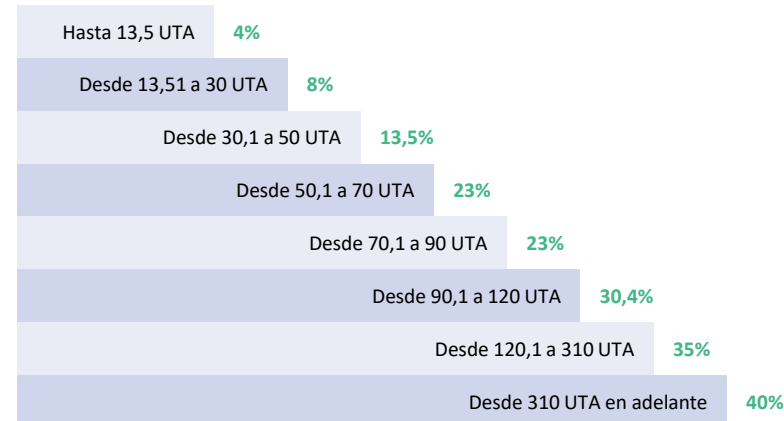 Hasta 13,5 UTA 4%
Desde 13,51 a 30 UTA 8%
Desde 30,1 a 50 UTA 13,5%
Desde 50,1 a 70 UTA 23%
Desde 70,1 a 90 UTA 23%
Desde 90,1 a 120 UTA 30,4%
Desde 120,1 a 310 UTA 35%
Desde 310 UTA en adelante 40%